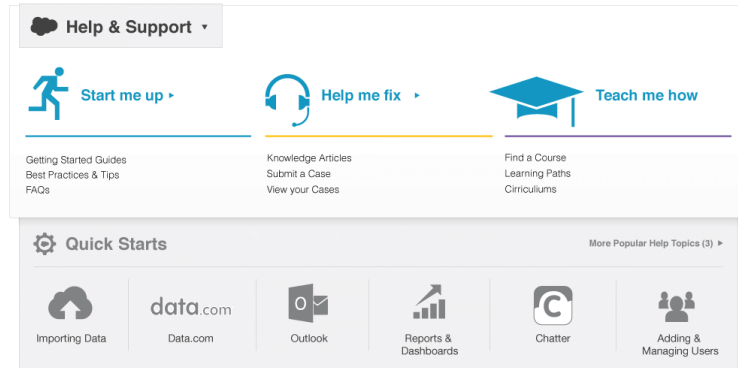 Help & Support
Start me up
Help me fix
Teach me how
Getting Started Guides
Best Practices & Tips
FAQs
Knowledge Articles
Submit a Case
View your Cases
Find a Course
Learning Paths
Cirriculiums
Quick Starts
More Popular Help Topics (3)
data.com
O
C
Importing Data
Data.com
Outlook
Reports &
Dashboards
Chatter
Adding &
Managing Users